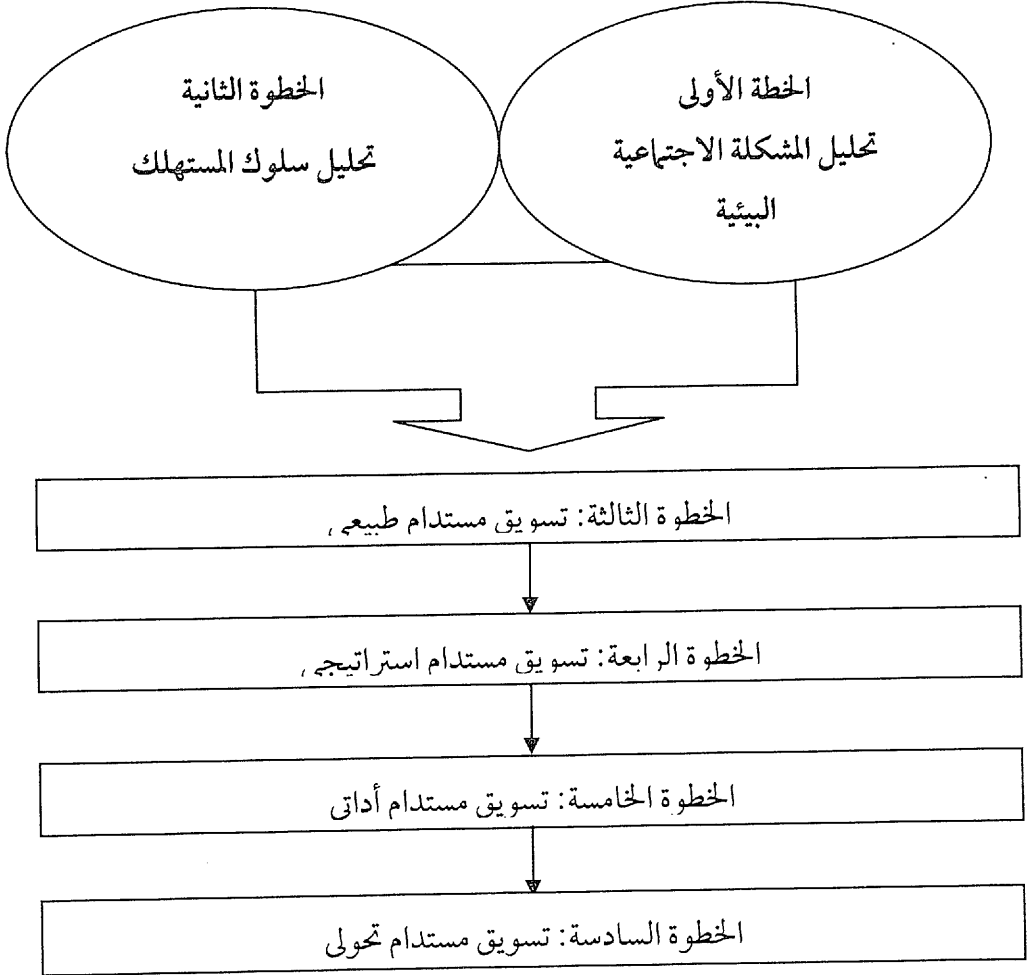 الخطة الأولى
تحليل المشكلة الاجتماعية
البيئية
الخطوة الثانية
تحليل سلوك المستهلك
الخطوة الثالثة: تسويق مستدام طبيعي
الخطوة الرابعة: تسويق مستدام استراتيجي
الخطوة الخامسة: تسويق مستدام أداتي
الخطوة السادسة: تسويق مستدام تحولي